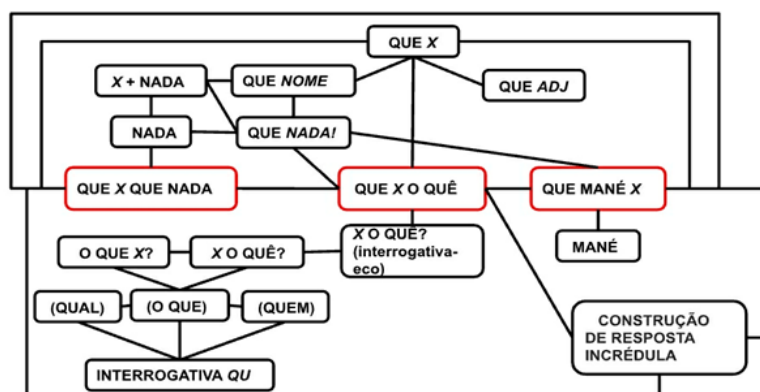 QUE X
X + NADA
QUE NOME
QUE ADJ
NADA
QUE NADA!
QUE X QUE NADA
QUE X O QUÊ
QUE MANÉ X
O QUE X?
X O QUÊ?
X O QUÊ?
(interrogativa-
eco)
MANÉ
(QUAL)
(O QUE)
(QUEM)
CONSTRUÇÃO
DE RESPOSTA
INCRÉDULA
INTERROGATIVA QU